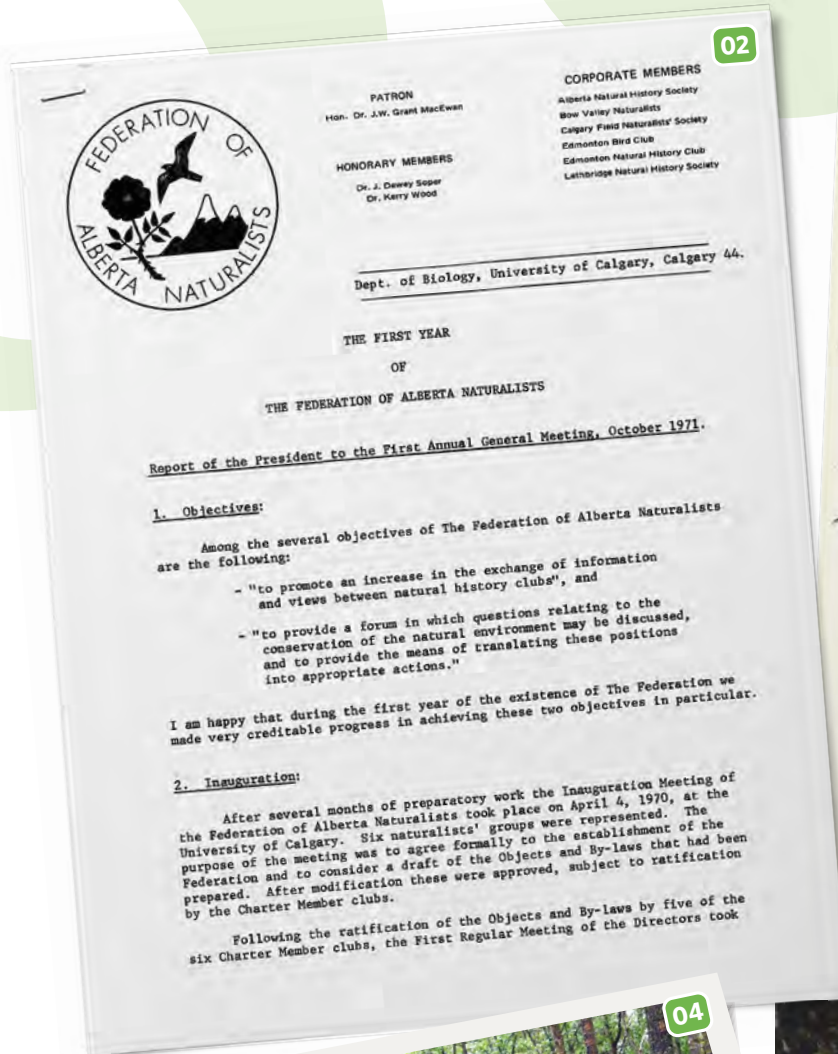 02
FEDERATION OF
ALBERTA NATURALISTS
PATRON
Hon. Dr. J.W. Grant MacEwan
HONORARY MEMBERS
Dr. J. Dewey Soper
Dr. Kerry Wood
CORPORATE MEMBERS
Alberta Natural History Society
Bow Valley Naturalists
Calgary Field Naturalists' Society
Edmonton Bird Club
Edmonton Natural History Club
Lethbridge Natural History Society
Dept. of Biology, University of Calgary, Calgary 44.
THE FIRST YEAR
OF
THE FEDERATION OF ALBERTA NATURALISTS
Report of the President to the First Annual General Meeting, October 1971.
1. Objectives:
Among the several objectives of The Federation of Alberta Naturalists
are the following:
- "to promote an increase in the exchange of information
and views between natural history clubs", and
- "to provide a forum in which questions relating to the
conservation of the natural environment may be discussed,
and to provide the means of translating these positions
into appropriate actions."
I am happy that during the first year of the existence of The Federation we
made very creditable progress in achieving these two objectives in particular.
2. Inauguration:
After several months of preparatory work the Inauguration Meeting of
the Federation of Alberta Naturalists took place on April 4, 1970, at the
University of Calgary. Six naturalists' groups were represented. The
purpose of the meeting was to agree formally to the establishment of the
Federation and to consider a draft of the Objects and By-laws that had been
prepared. After modification these were approved, subject to ratification
by the Charter Member clubs.
Following the ratification of the Objects and By-laws by five of the
six Charter Member clubs, the First Regular Meeting of the Directors took
04